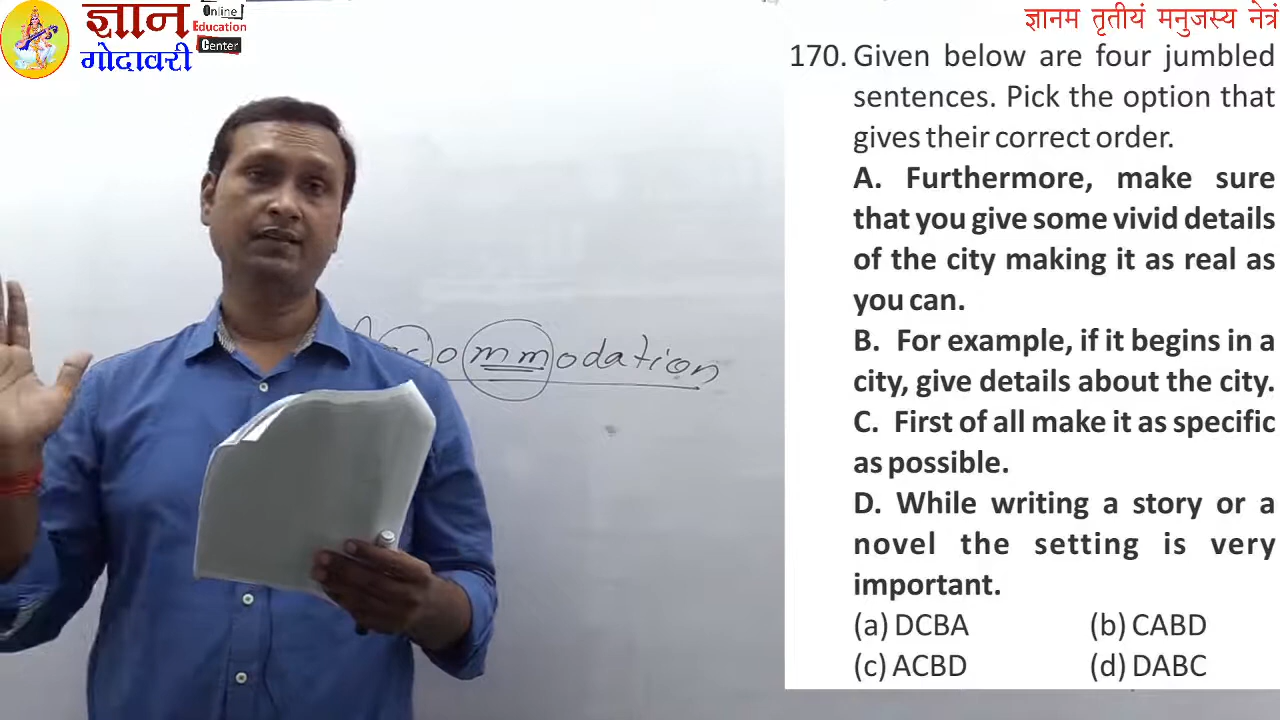 ज्ञान
गोदावरी
Online
Education
Center
ज्ञानम तृतीयं मनुजस्य नेत्रं
170. Given below are four jumbled
sentences. Pick the option that
gives their correct order.
A. Furthermore, make sure
that you give some vivid details
of the city making it as real as
you can.
B. For example, if it begins in a
city, give details about the city.
C. First of all make it as specific
as possible.
D. While writing a story or a
novel the setting is very
important.
(a) DCBA (b) CABD
(c) ACBD (d) DABC
Accommodation